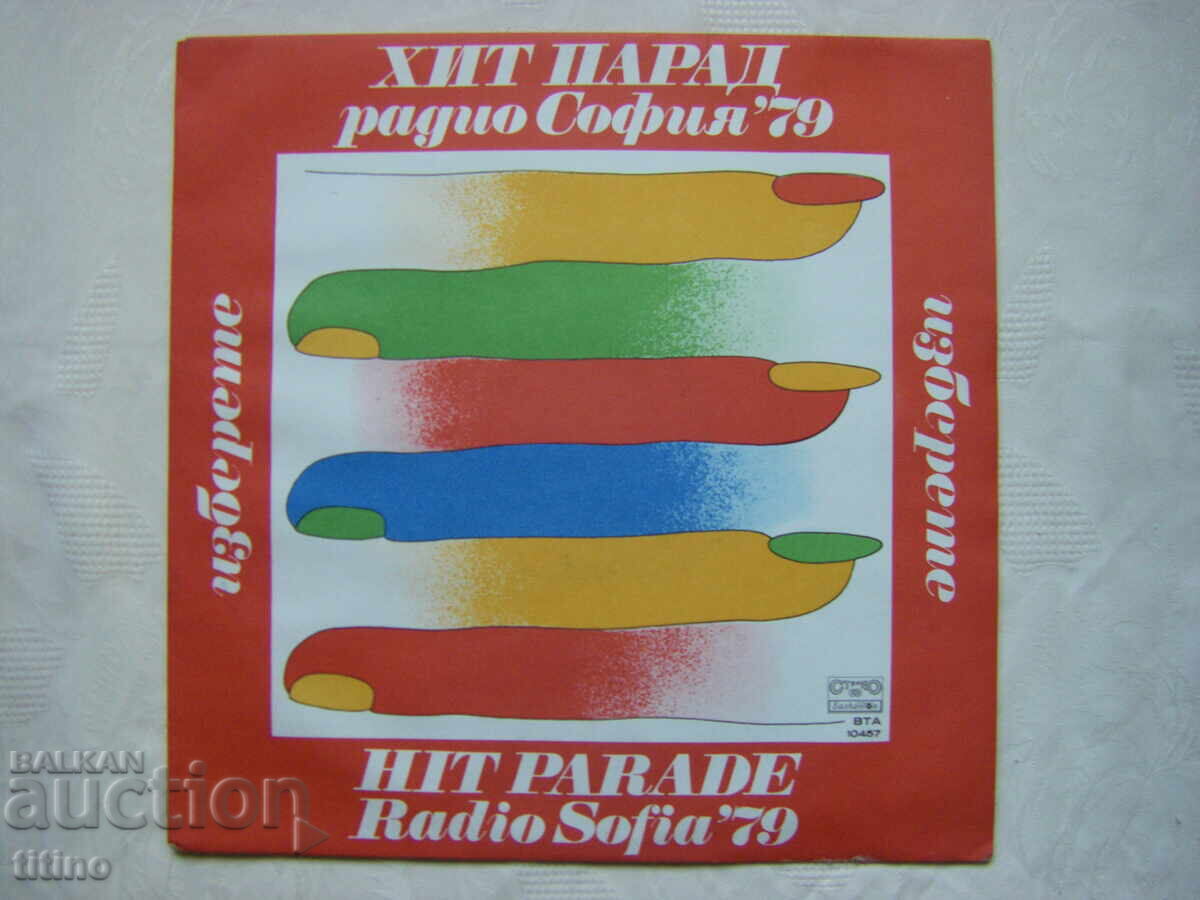 ХИТ ПАРАД
радио София '79
изберете
изберете
СТЕРЕО
Балкантон
ВТА
10457
HIT PARADE
Radio Sofia '79
BALKAN
auction
titino